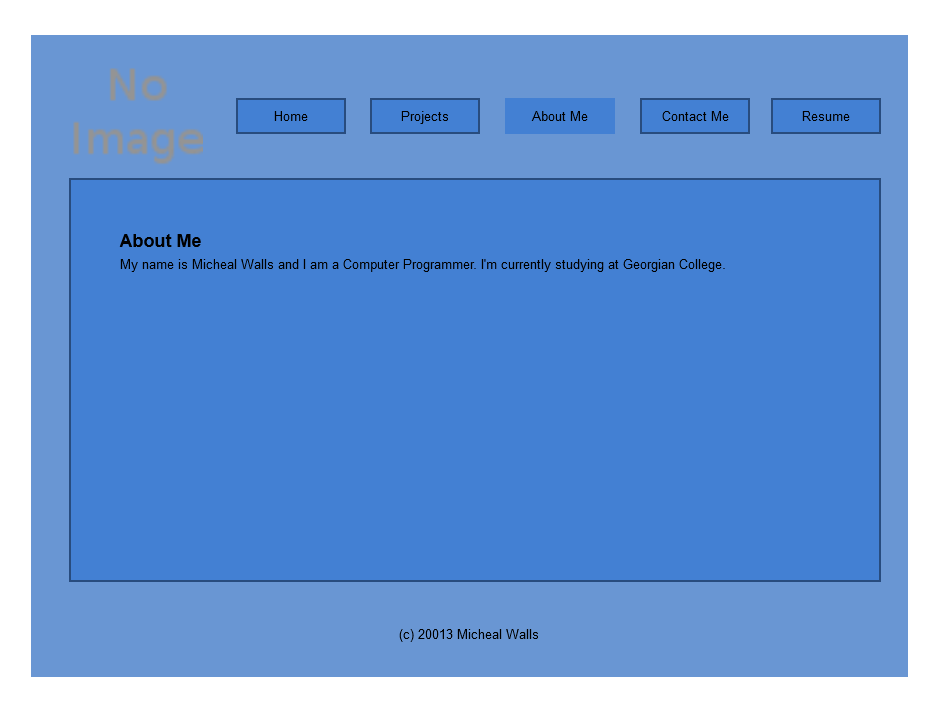 No
Image
Home
Projects
About Me
Contact Me
Resume
About Me
My name is Micheal Walls and I am a Computer Programmer. I'm currently studying at Georgian College.
(c) 20013 Micheal Walls